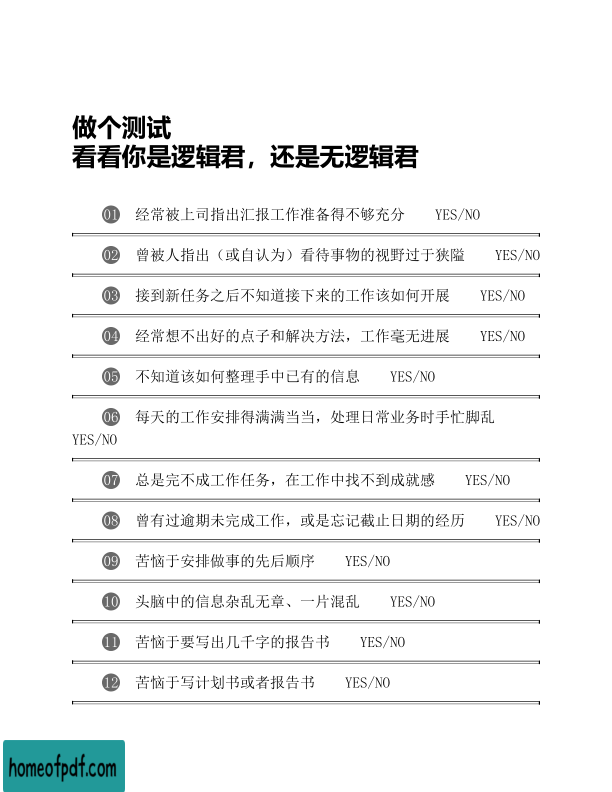 做个测试
看看你是逻辑君，还是无逻辑君
01 经常被上司指出汇报工作准备得不够充分 YES/NO
02 曾被人指出（或自认为）看待事物的视野过于狭隘 YES/NO
03 接到新任务之后不知道接下来的工作该如何开展 YES/NO
04 经常想不出好的点子和解决方法，工作毫无进展 YES/NO
05 不知道该如何整理手中已有的信息 YES/NO
06 每天的工作安排得满满当当，处理日常业务时手忙脚乱
YES/NO
07 总是完不成工作任务，在工作中找不到成就感 YES/NO
08 曾有过逾期未完成工作，或是忘记截止日期的经历 YES/NO
09 苦恼于安排做事的先后顺序 YES/NO
10 头脑中的信息杂乱无章、一片混乱 YES/NO
11 苦恼于要写出几千字的报告书 YES/NO
12 苦恼于写计划书或者报告书 YES/NO
homeofpdf.com